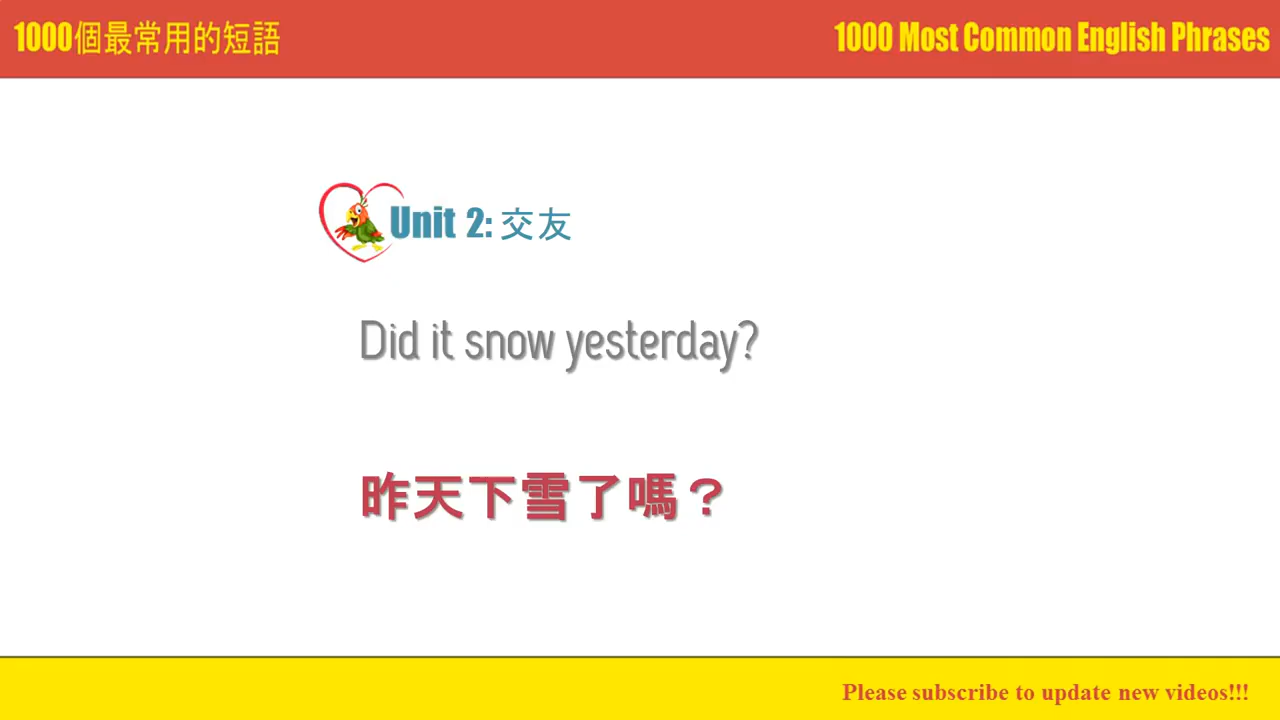 1000個最常用的短語
1000 Most Common English Phrases
Unit 2: 交友
Did it snow yesterday?
昨天下雪了嗎？
Please subscribe to update new videos!!!